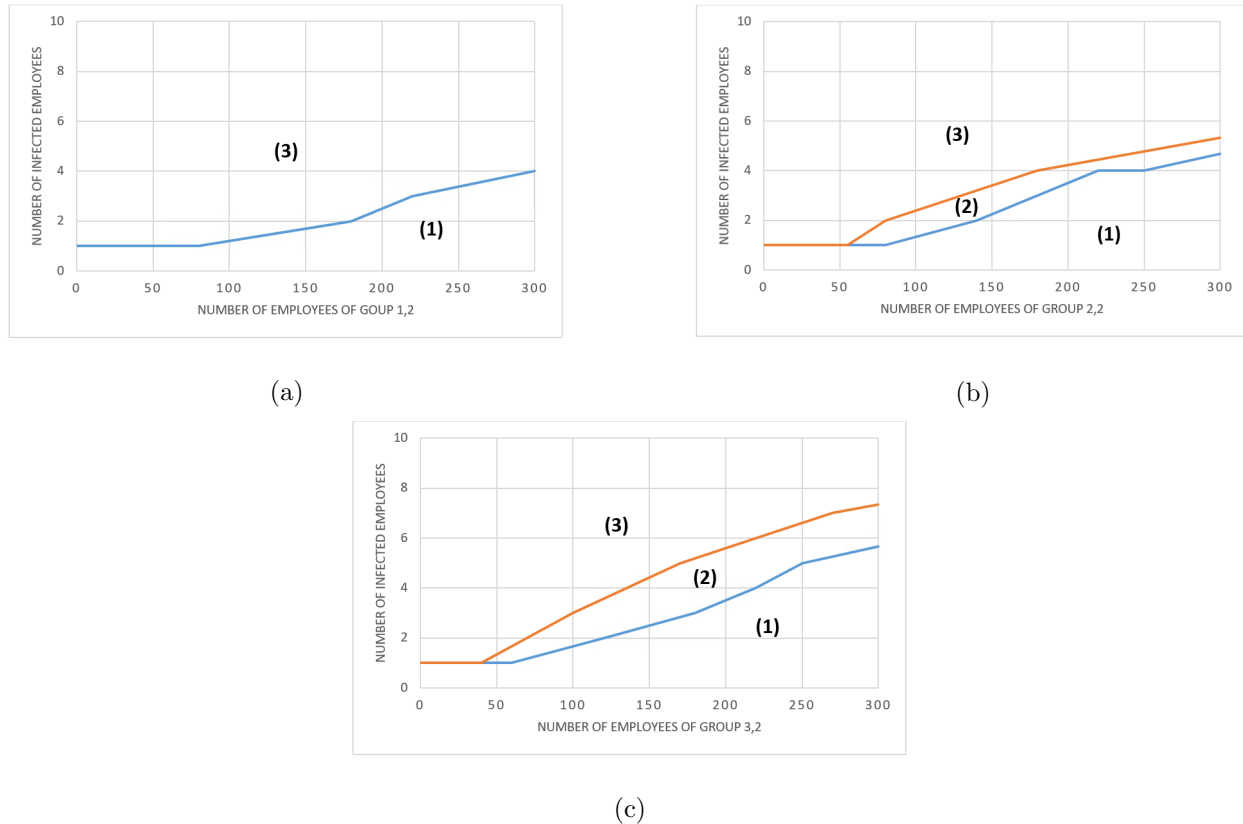 10
8
6
4
2
0
NUMBER OF INFECTED EMPLOYEES
(3)
(1)
0 50 100 150 200 250 300
NUMBER OF EMPLOYEES OF GOUP 1,2
(a)
10
8
6
4
2
0
NUMBER OF INFECTED EMPLOYEES
(3)
(2)
(1)
0 50 100 150 200 250 300
NUMBER OF EMPLOYEES OF GROUP 2,2
(b)
10
8
6
4
2
0
NUMBER OF INFECTED EMPLOYEES
(3)
(2)
(1)
0 50 100 150 200 250 300
NUMBER OF EMPLOYEES OF GROUP 3,2
(c)